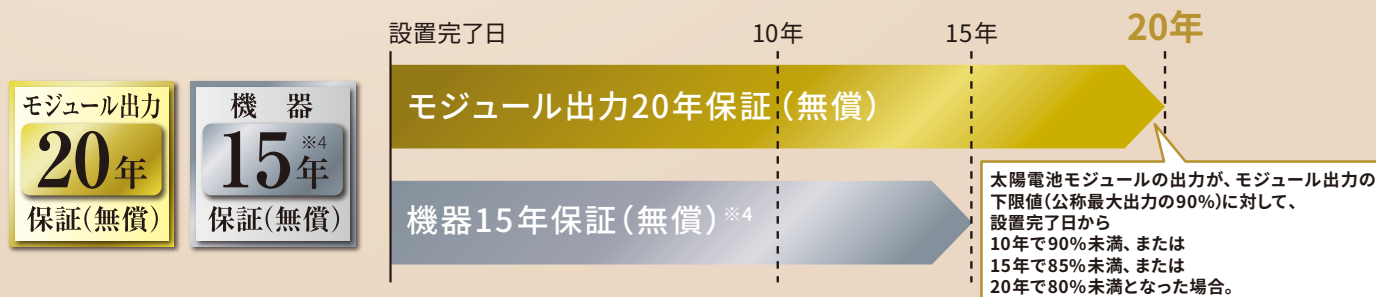 設置完了日
10年
15年
20年
モジュール出力
20年
保証(無償)
機 器
15年※4
保証(無償)
モジュール出力20年保証(無償)
機器15年保証(無償)※4
太陽電池モジュールの出力が、モジュール出力の
下限値(公称最大出力の90%)に対して、
設置完了日から
10年で90%未満、または
15年で85%未満、または
20年で80%未満となった場合。